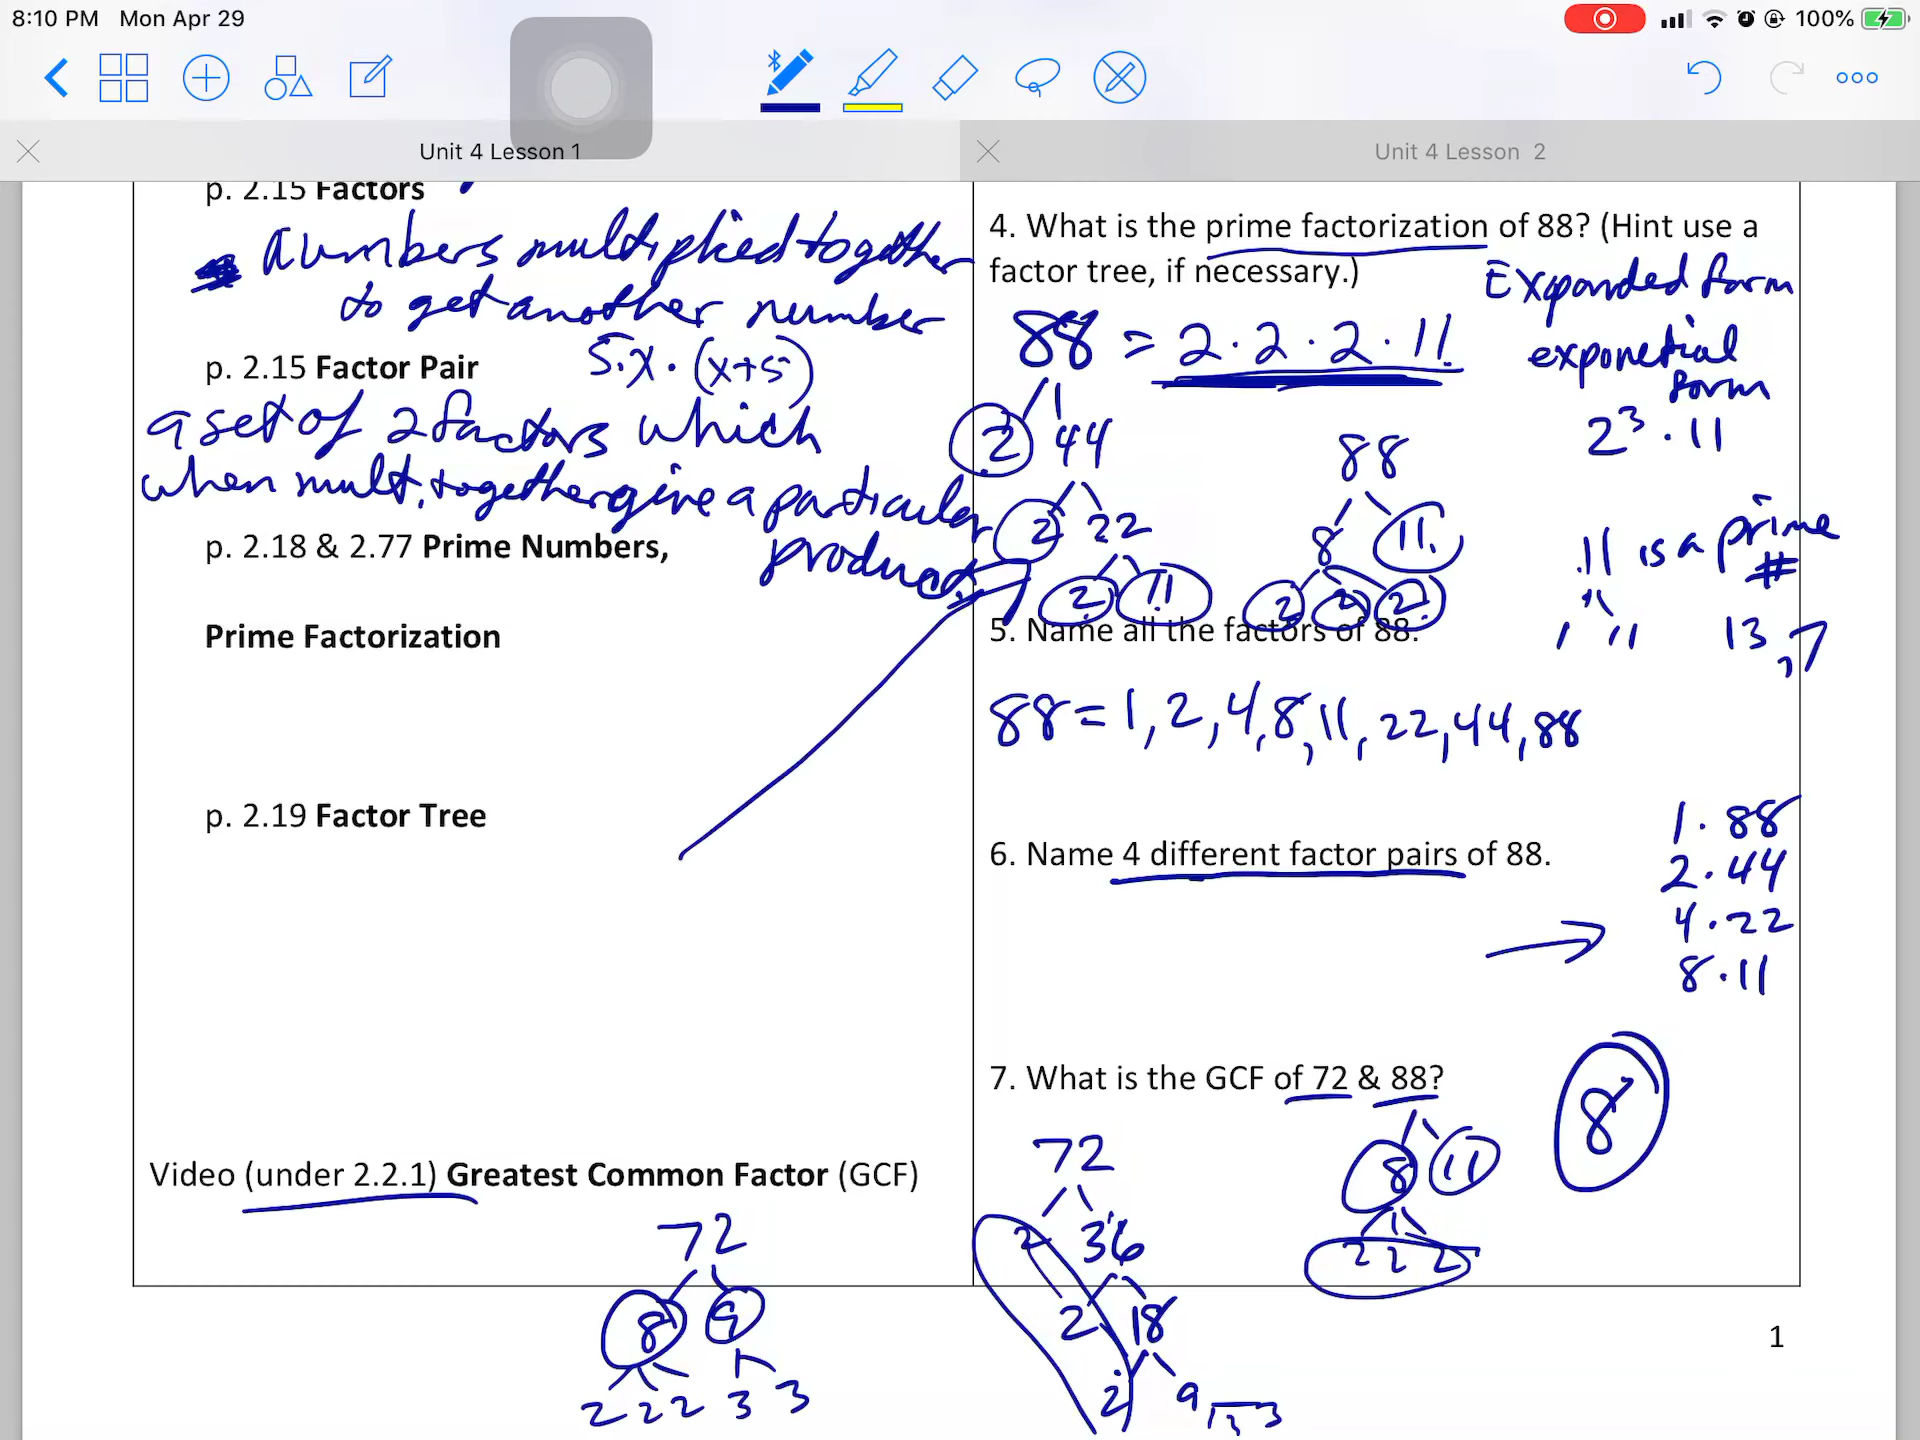 8:10 PM Mon Apr 29
100%
Unit 4 Lesson 1
Unit 4 Lesson 2
p. 2.15 Factors
numbers multiplied together
to get another number
p. 2.15 Factor Pair
5·x·(x+5)
a set of 2 factors which
when mult. together give a particular
product.
p. 2.18 & 2.77 Prime Numbers,
Prime Factorization
p. 2.19 Factor Tree
Video (under 2.2.1) Greatest Common Factor (GCF)
72
8 9
2 2 2 3 3
4. What is the prime factorization of 88? (Hint use a
factor tree, if necessary.)
Expanded form
88 = 2·2·2·11
exponetial
form
2³·11
2 44
2 22
2 11
88
8 11
2 2 2
11 is a prime
#
1 11 13, 7
5. Name all the factors of 88.
88 = 1, 2, 4, 8, 11, 22, 44, 88
6. Name 4 different factor pairs of 88.
1·88
2·44
4·22
8·11
7. What is the GCF of 72 & 88?
8
72
2 36
2 18
2 9
3 3
8 11
2 2 2
1